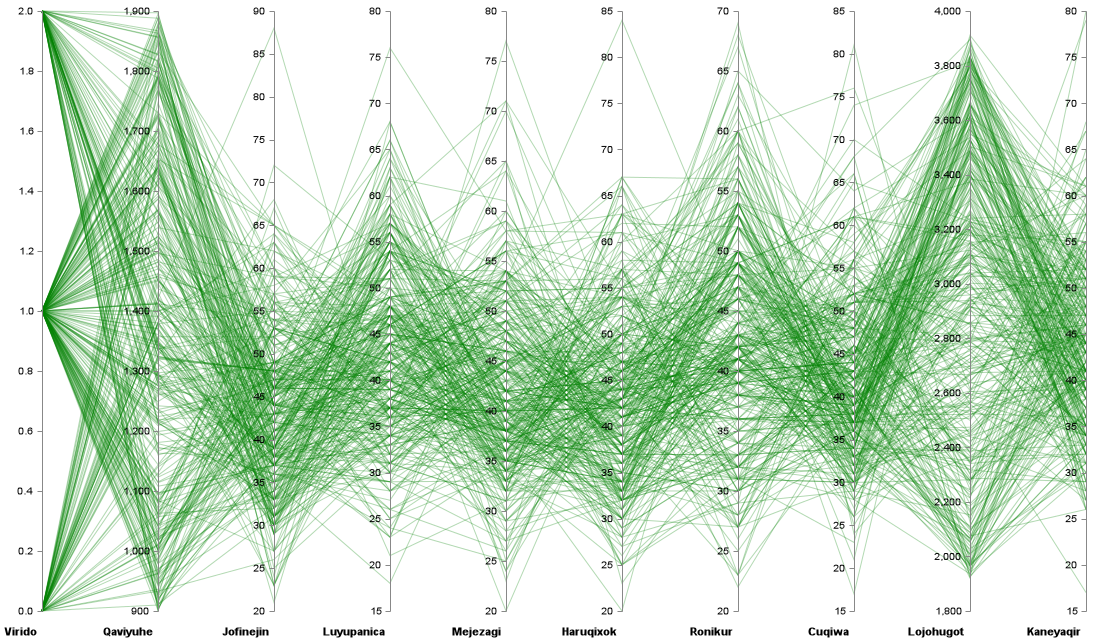 2.0 1,900 90 80 80 85 70 85 4,000 80
85
1.8 1,800 80 75 75 80 65 80 3,800 75
1.6 1,700 75 70 70 75 60 75 3,600 70
1.4 1,600 70 65 65 70 55 70 3,400 65
1.2 1,500 65 60 60 65 50 65 3,200 60
1.0 1,400 60 55 55 60 45 60 3,000 55
0.8 1,300 55 50 50 55 40 55 2,800 50
0.6 1,200 50 45 45 50 35 50 2,600 45
0.4 1,100 45 40 40 45 30 45 2,400 40
0.2 1,000 40 35 35 40 25 40 2,200 35
35 30 30 35 35 2,000 30
30 25 25 30 30 25
25 20 25 25 20
20 20
0.0 900 20 15 20 15 20 15 1,800 15
Virido Qaviyuhe Jofinejin Luyupanica Mejezagi Haruqixok Ronikur Cuqiwa Lojohugot Kaneyaqir